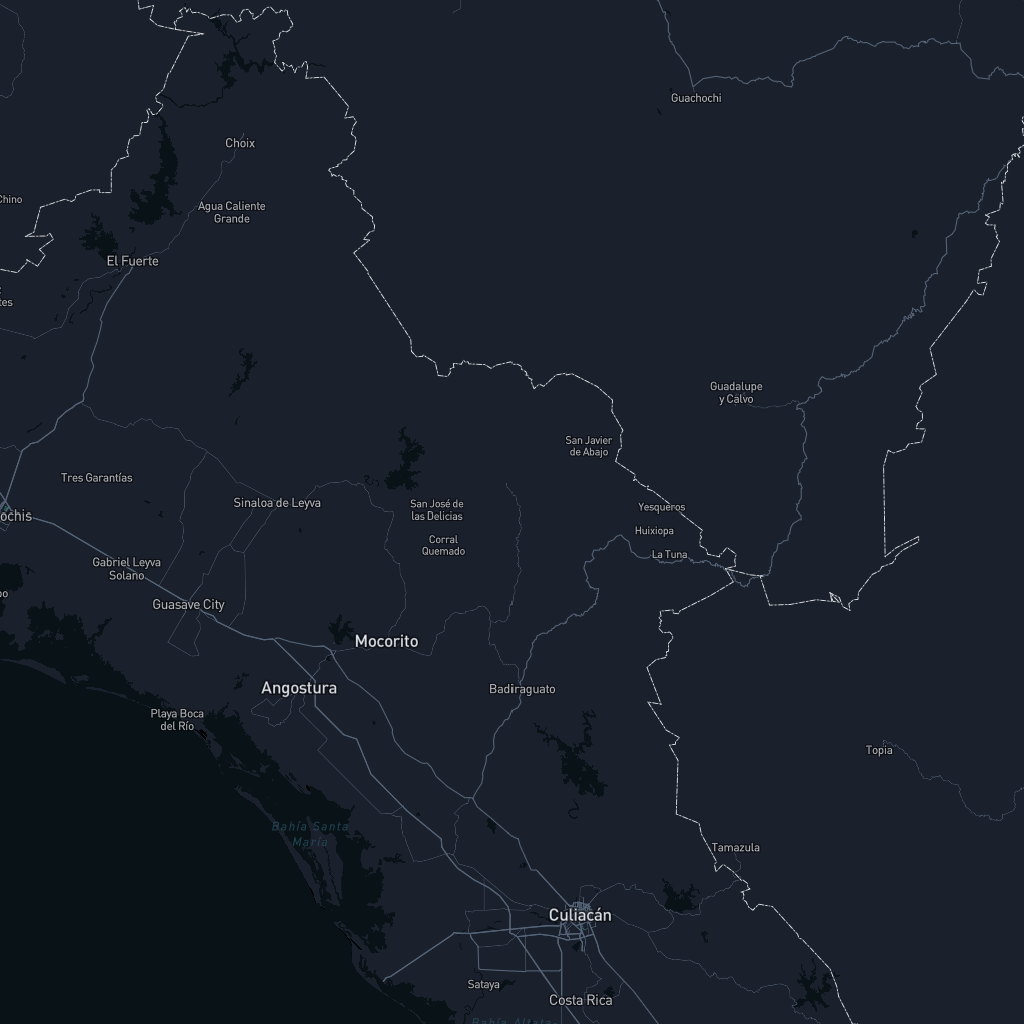 Guachochi
Choix
Chino
Agua Caliente
Grande
El Fuerte
tes
Guadalupe
y Calvo
San Javier
de Abajo
Tres Garantías
Sinaloa de Leyva
San José de
las Delicias
Yesqueros
ochis
Huixiopa
Corral
Quemado
La Tuna
Gabriel Leyva
Solano
Guasave City
Mocorito
Angostura
Badiraguato
Playa Boca
del Río
Topia
Bahía Santa
María
Tamazula
Culiacán
Sataya
Costa Rica